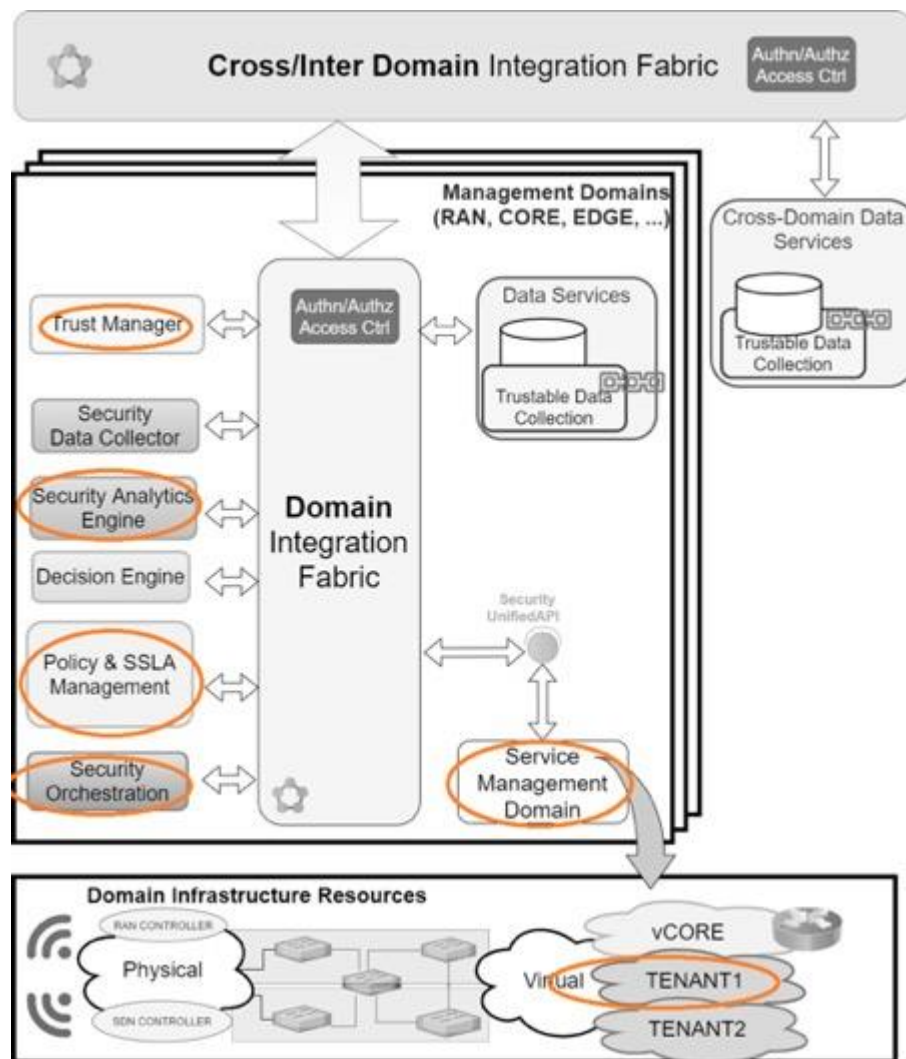 Cross/Inter Domain Integration Fabric
Authn/Authz
Access Ctrl
Management Domains
(RAN, CORE, EDGE, ...)
Cross-Domain Data
Services
Trustable Data
Collection
Authn/Authz
Access Ctrl
Data Services
Trustable Data
Collection
Trust Manager
Security
Data Collector
Security Analytics
Engine
Decision Engine
Policy & SSLA
Management
Security
Orchestration
Domain
Integration
Fabric
Security
UnifiedAPI
Service
Management
Domain
Domain Infrastructure Resources
RAN CONTROLLER
Physical
SDN CONTROLLER
Virtual
vCORE
TENANT1
TENANT2